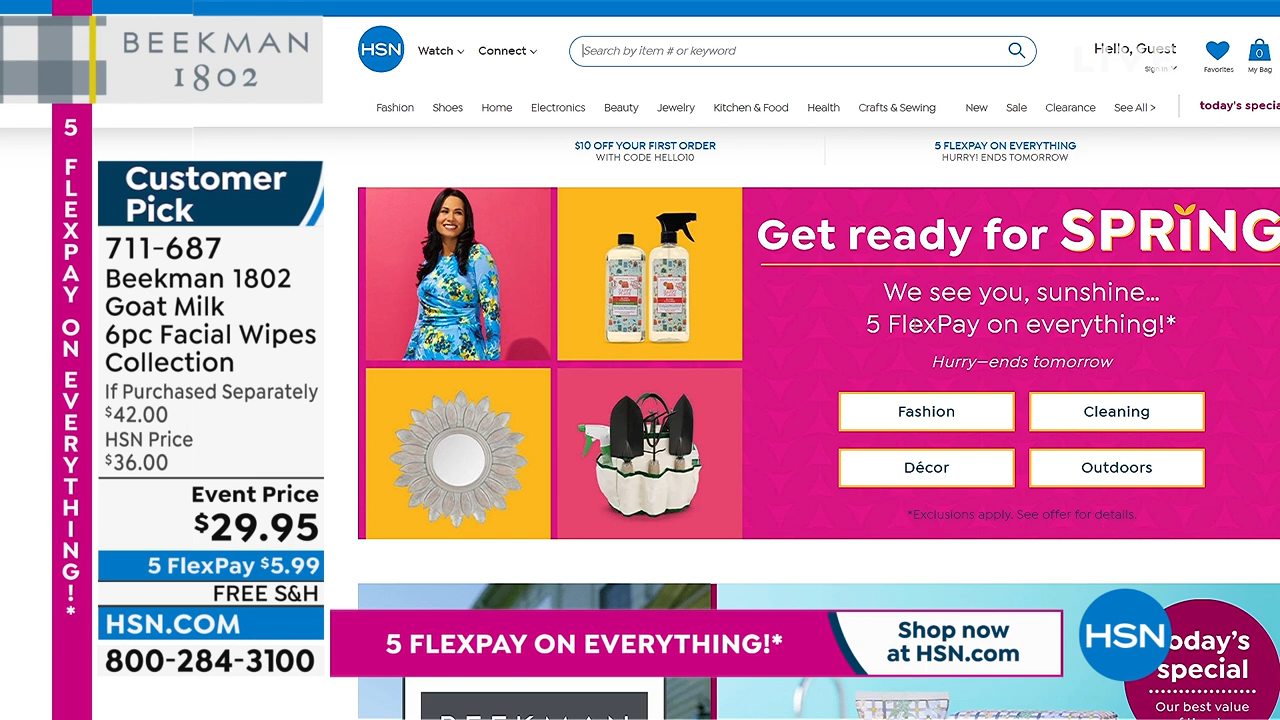 BEEKMAN
1802
5 FLEXPAY ON EVERYTHING!*
Customer
Pick
711-687
Beekman 1802
Goat Milk
6pc Facial Wipes
Collection
If Purchased Separately
$42.00
HSN Price
$36.00
Event Price
$29.95
5 FlexPay $5.99
FREE S&H
HSN.COM
800-284-3100
HSN
Watch
Connect
Search by item # or keyword
LIVE
Hello, Guest
Sign in
Favorites
0
My Bag
Fashion Shoes Home Electronics Beauty Jewelry Kitchen & Food Health Crafts & Sewing New Sale Clearance See All > today's specia
$10 OFF YOUR FIRST ORDER
WITH CODE HELLO10
5 FLEXPAY ON EVERYTHING
HURRY! ENDS TOMORROW
Get ready for SPRING
We see you, sunshine...
5 FlexPay on everything!*
Hurry—ends tomorrow
Fashion
Cleaning
Décor
Outdoors
*Exclusions apply. See offer for details.
5 FLEXPAY ON EVERYTHING!*
Shop now
at HSN.com
HSN
oday's
special
Our best value
BEEKMAN